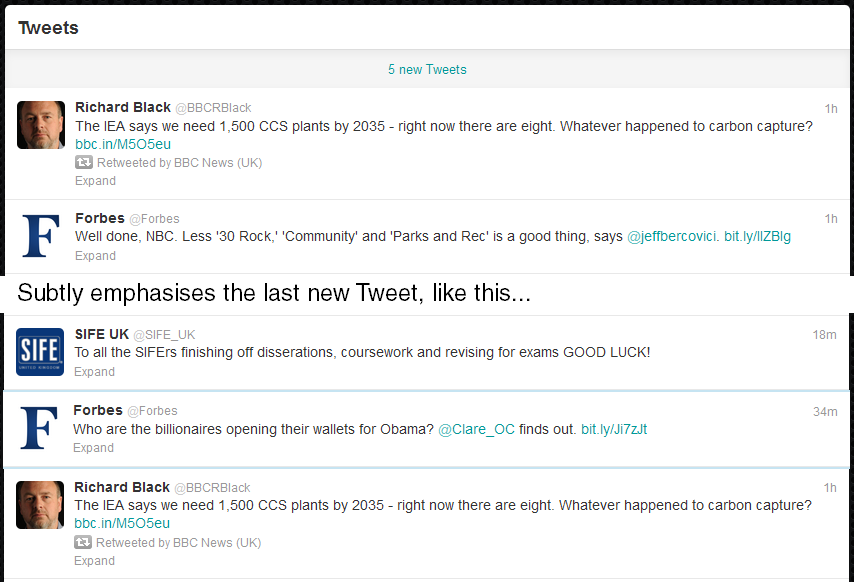 Tweets
5 new Tweets
Richard Black @BBCRBlack 1h
The IEA says we need 1,500 CCS plants by 2035 - right now there are eight. Whatever happened to carbon capture?
bbc.in/M5O5eu
Retweeted by BBC News (UK)
Expand
F
Forbes @Forbes 1h
Well done, NBC. Less '30 Rock,' 'Community' and 'Parks and Rec' is a good thing, says @jeffbercovici. bit.ly/IlZBlg
Expand
Subtly emphasises the last new Tweet, like this...
SIFE UK @SIFE_UK 18m
SIFE
UNITED KINGDOM
To all the SIFErs finishing off disserations, coursework and revising for exams GOOD LUCK!
Expand
F
Forbes @Forbes 34m
Who are the billionaires opening their wallets for Obama? @Clare_OC finds out. bit.ly/Ji7zJt
Expand
Richard Black @BBCRBlack 1h
The IEA says we need 1,500 CCS plants by 2035 - right now there are eight. Whatever happened to carbon capture?
bbc.in/M5O5eu
Retweeted by BBC News (UK)
Expand